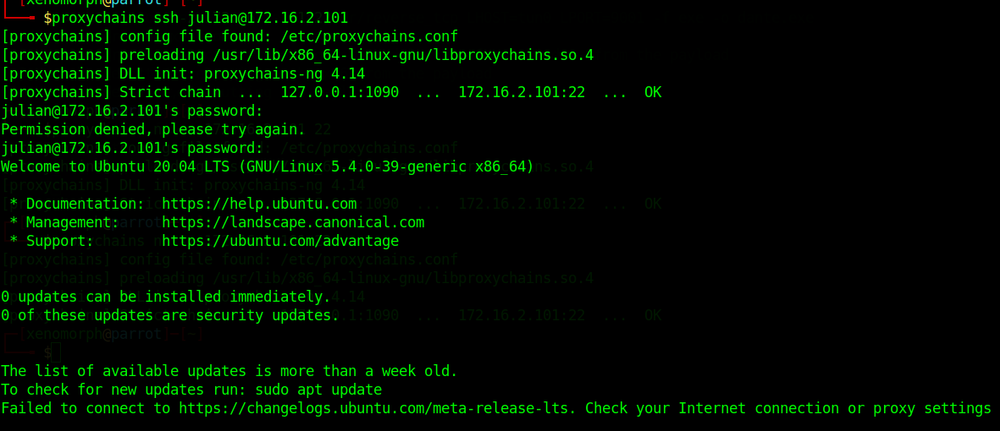 [xenomorph@parrot]-[~]
$proxychains ssh julian@172.16.2.101
[proxychains] config file found: /etc/proxychains.conf
[proxychains] preloading /usr/lib/x86_64-linux-gnu/libproxychains.so.4
[proxychains] DLL init: proxychains-ng 4.14
[proxychains] Strict chain  ...  127.0.0.1:1090  ...  172.16.2.101:22  ...  OK
julian@172.16.2.101's password:
Permission denied, please try again.
julian@172.16.2.101's password:
Welcome to Ubuntu 20.04 LTS (GNU/Linux 5.4.0-39-generic x86_64)
* Documentation:  https://help.ubuntu.com
* Management:     https://landscape.canonical.com
* Support:        https://ubuntu.com/advantage
0 updates can be installed immediately.
0 of these updates are security updates.
The list of available updates is more than a week old.
To check for new updates run: sudo apt update
Failed to connect to https://changelogs.ubuntu.com/meta-release-lts. Check your Internet connection or proxy settings